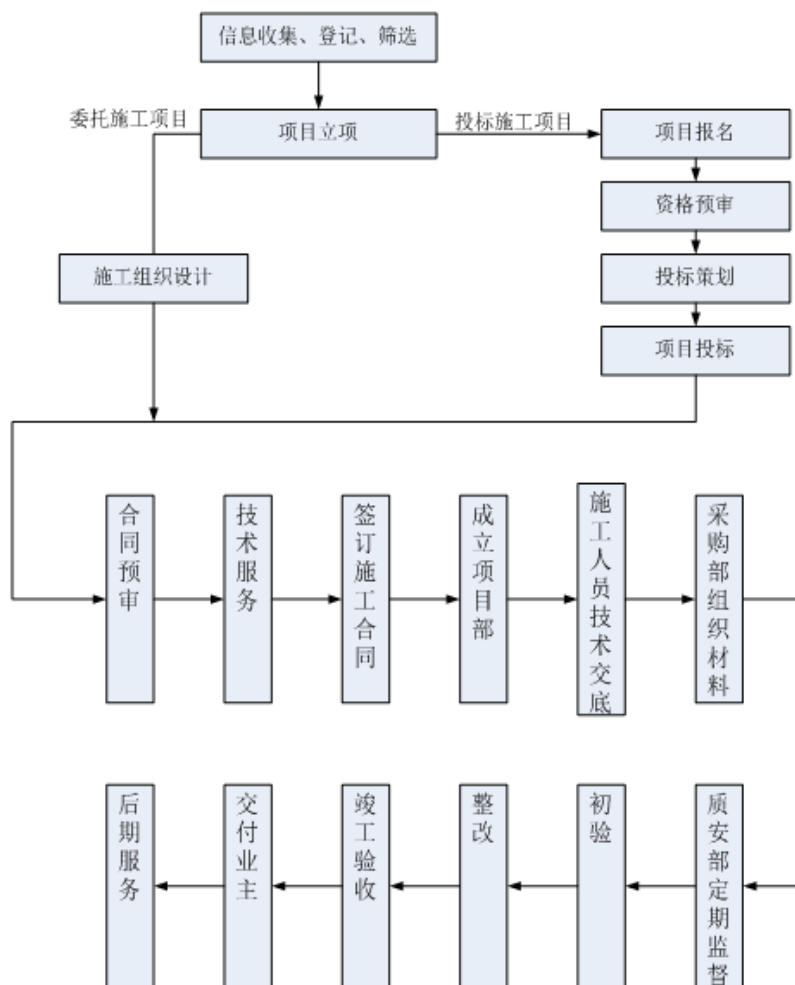 信息收集、登记、筛选
委托施工项目
项目立项
投标施工项目
项目报名
资格预审
施工组织设计
投标策划
项目投标
合同预审
技术服务
签订施工合同
成立项目部
施工人员技术交底
采购部组织材料
后期服务
交付业主
竣工验收
整改
初验
质安部定期监督